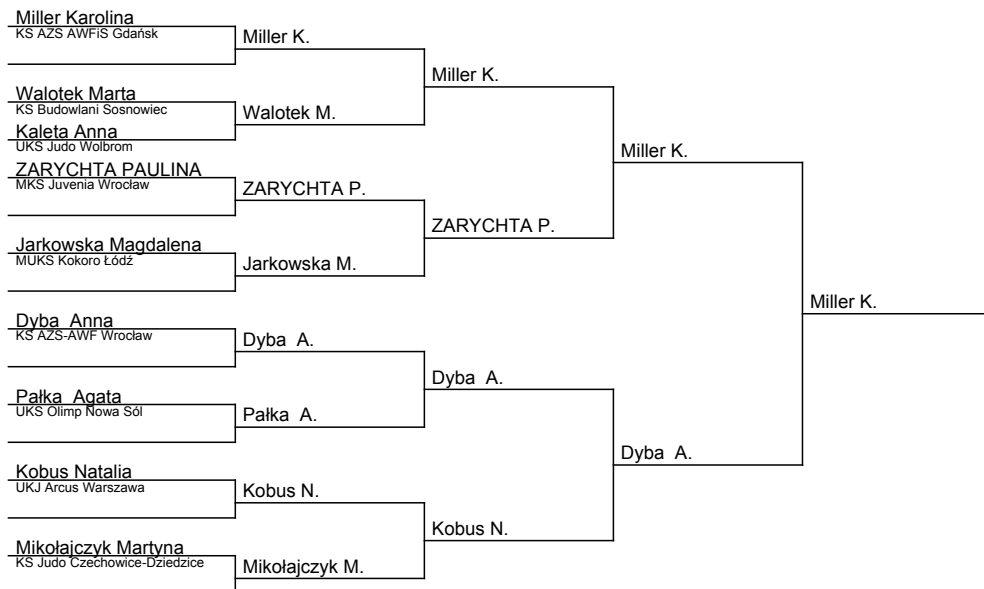 Miller Karolina
KS AZS AWFiS Gdańsk
Miller K.
Miller K.
Walotek Marta
KS Budowlani Sosnowiec
Walotek M.
Kaleta Anna
UKS Judo Wolbrom
Miller K.
ZARYCHTA PAULINA
MKS Juvenia Wrocław
ZARYCHTA P.
ZARYCHTA P.
Jarkowska Magdalena
MUKS Kokoro Łódź
Jarkowska M.
Miller K.
Dyba  Anna
KS AZS-AWF Wrocław
Dyba  A.
Dyba  A.
Pałka  Agata
UKS Olimp Nowa Sól
Pałka  A.
Dyba  A.
Kobus Natalia
UKJ Arcus Warszawa
Kobus N.
Kobus N.
Mikołajczyk Martyna
KS Judo Czechowice-Dziedzice
Mikołajczyk M.